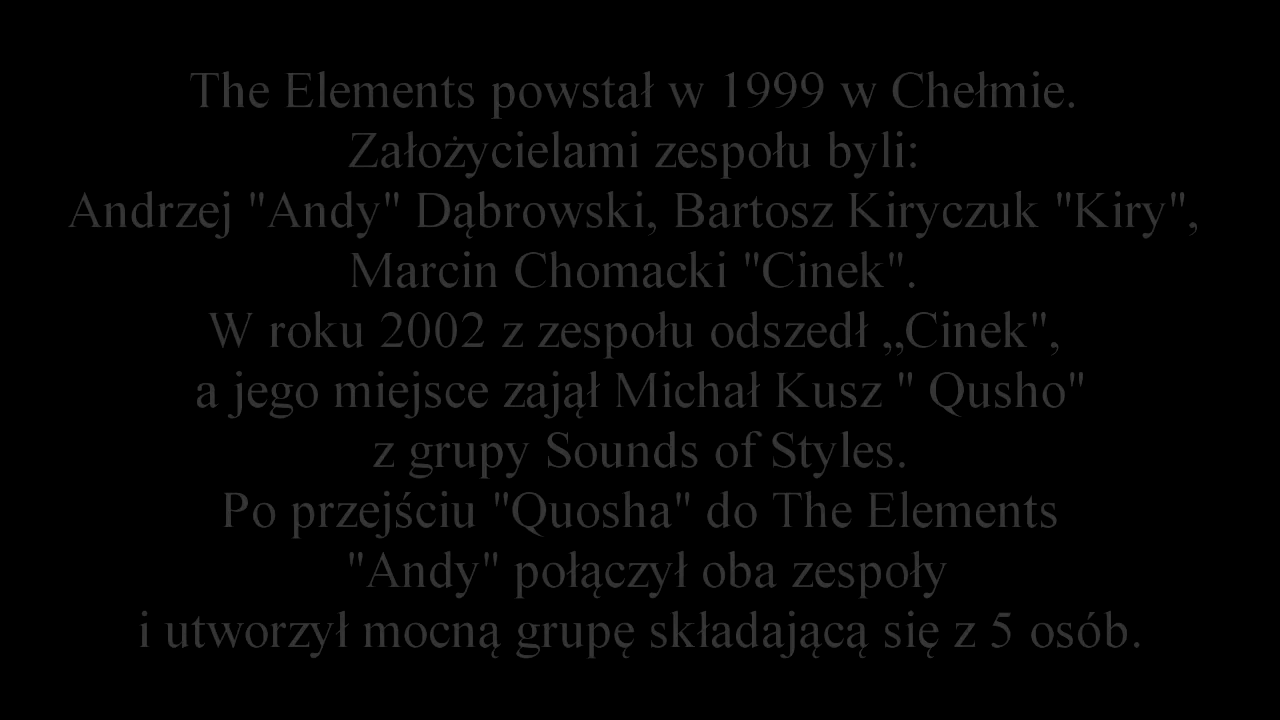 The Elements powstał w 1999 w Chełmie.
Założycielami zespołu byli:
Andrzej "Andy" Dąbrowski, Bartosz Kiryczuk "Kiry",
Marcin Chomacki "Cinek".
W roku 2002 z zespołu odszedł „Cinek",
a jego miejsce zajął Michał Kusz " Qusho"
z grupy Sounds of Styles.
Po przejściu "Quosha" do The Elements
"Andy" połączył oba zespoły
i utworzył mocną grupę składającą się z 5 osób.